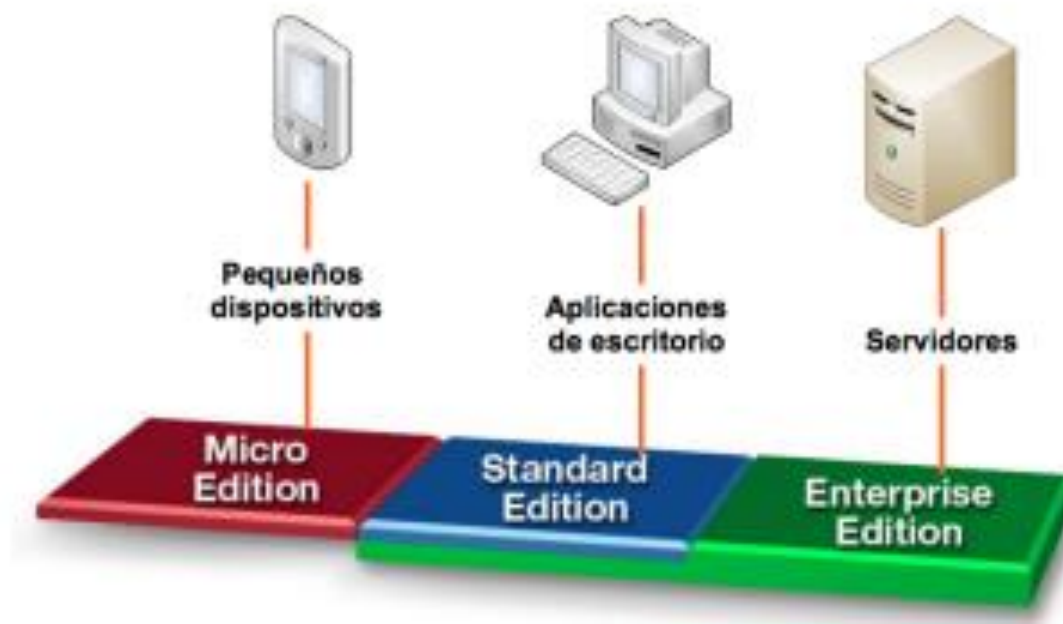 Pequeños
dispositivos
Aplicaciones
de escritorio
Servidores
Micro
Edition
Standard
Edition
Enterprise
Edition